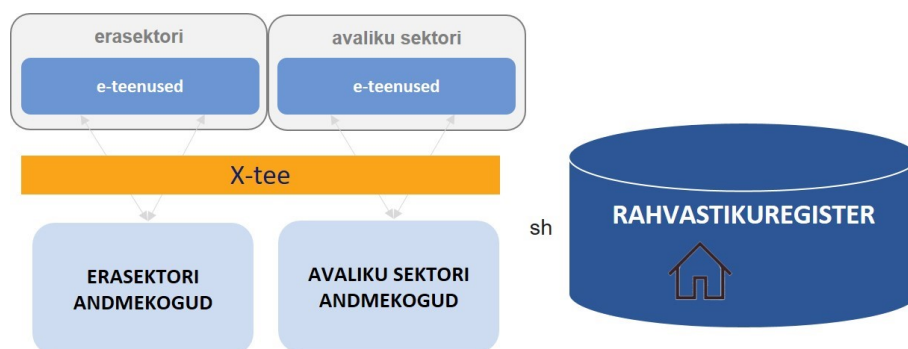 erasektori
avaliku sektori
e-teenused
e-teenused
X-tee
ERASEKTORI
ANDMEKOGUD
AVALIKU SEKTORI
ANDMEKOGUD
sh
RAHVASTIKUREGISTER